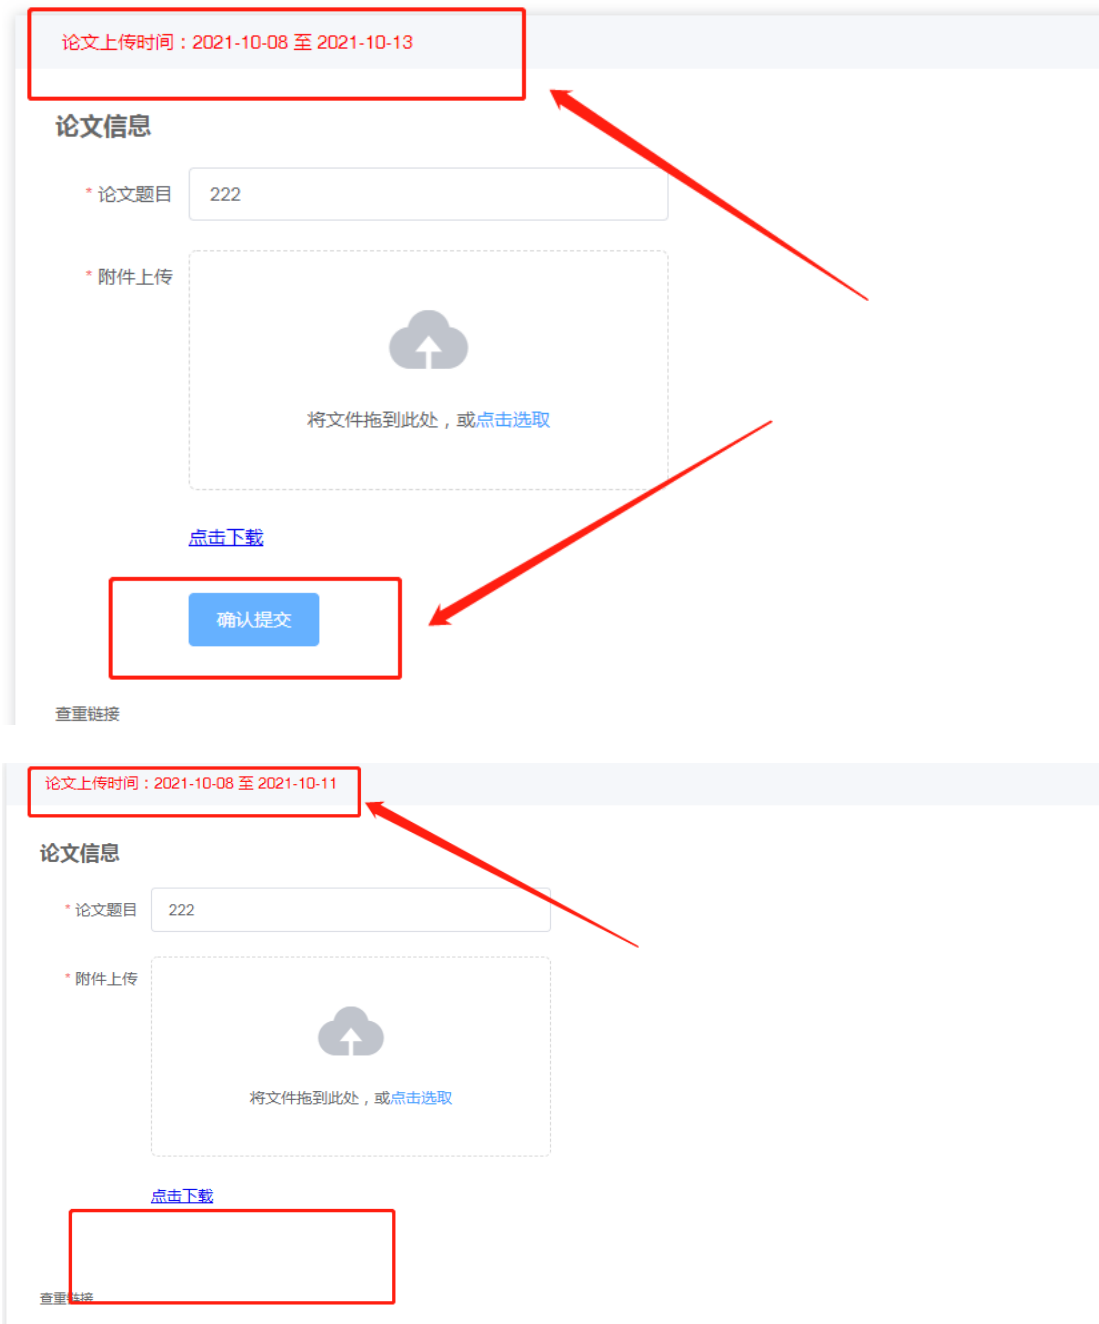 论文上传时间：2021-10-08 至 2021-10-13
论文信息
* 论文题目 222
* 附件上传
将文件拖到此处，或点击选取
点击下载
确认提交
查重链接
论文上传时间：2021-10-08 至 2021-10-11
论文信息
* 论文题目 222
* 附件上传
将文件拖到此处，或点击选取
点击下载
查重链接